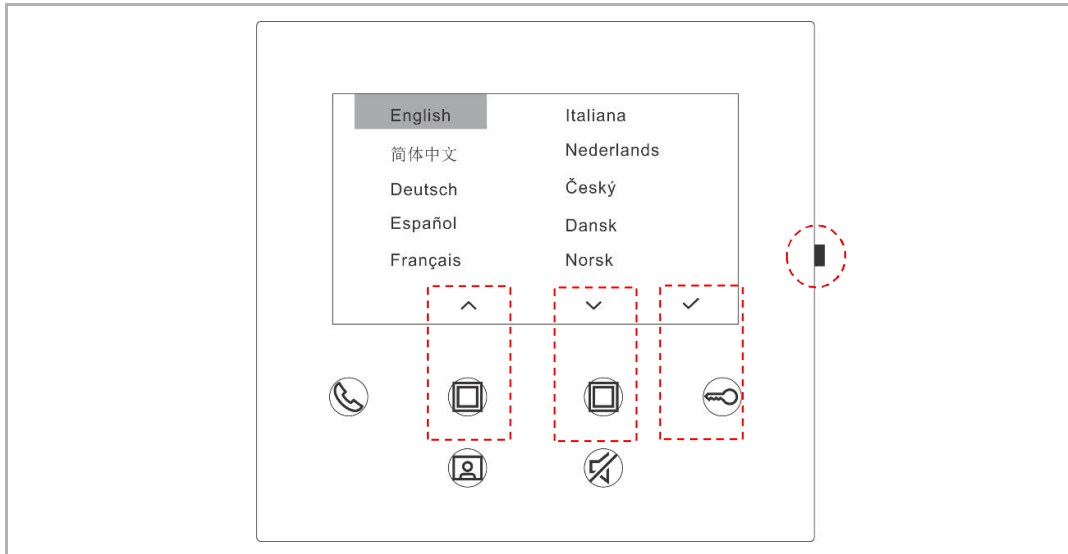 English
简体中文
Deutsch
Español
Français
Italiana
Nederlands
Český
Dansk
Norsk